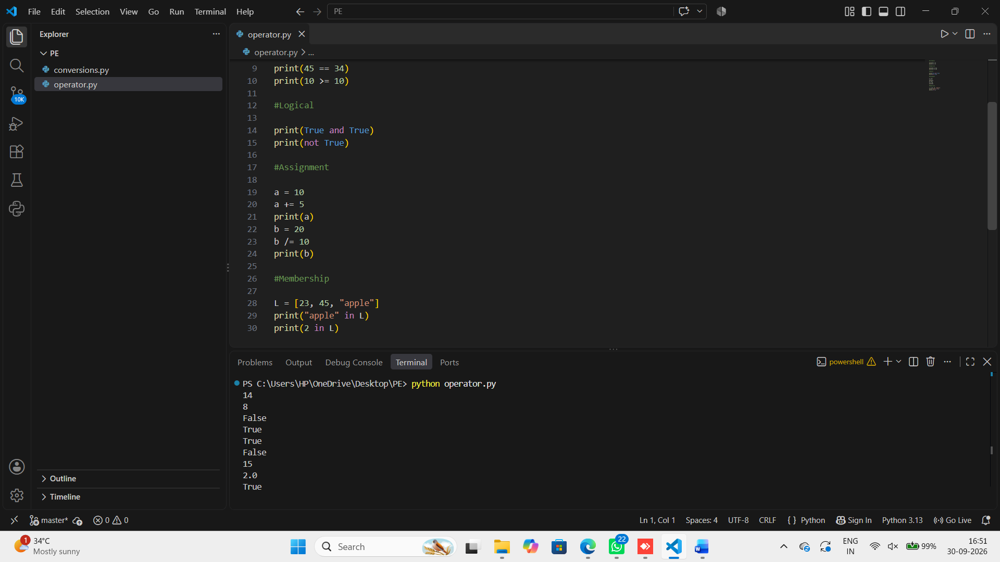 File Edit Selection View Go Run Terminal Help
PE
Explorer
PE
conversions.py
operator.py
10K
Outline
Timeline
operator.py
operator.py > ...
9 print(45 == 34)
10 print(10 >= 10)
11
12 #Logical
13
14 print(True and True)
15 print(not True)
16
17 #Assignment
18
19 a = 10
20 a += 5
21 print(a)
22 b = 20
23 b /= 10
24 print(b)
25
26 #Membership
27
28 L = [23, 45, "apple"]
29 print("apple" in L)
30 print(2 in L)
Problems Output Debug Console Terminal Ports
powershell
PS C:\Users\HP\OneDrive\Desktop\PE> python operator.py
14
8
False
True
True
False
15
2.0
True
master* 0 0
Ln 1, Col 1 Spaces: 4 UTF-8 CRLF { } Python Sign In Python 3.13 Go Live
1
34°C
Mostly sunny
Search
22
W
ENG
IN
99%
16:51
30-09-2026